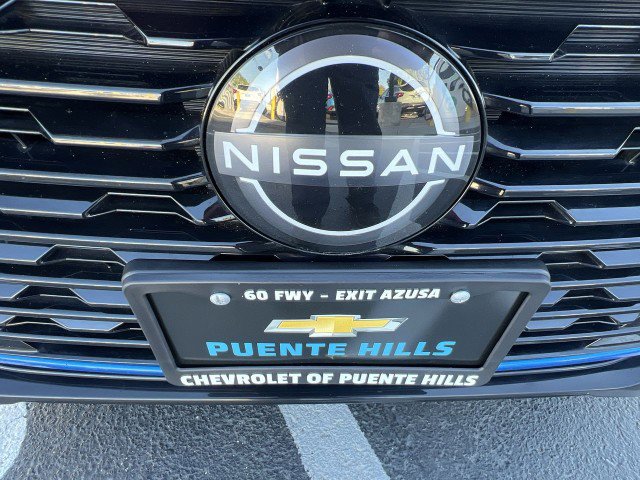 NISSAN
60 FWY - EXIT AZUSA
PUENTE HILLS
CHEVROLET OF PUENTE HILLS